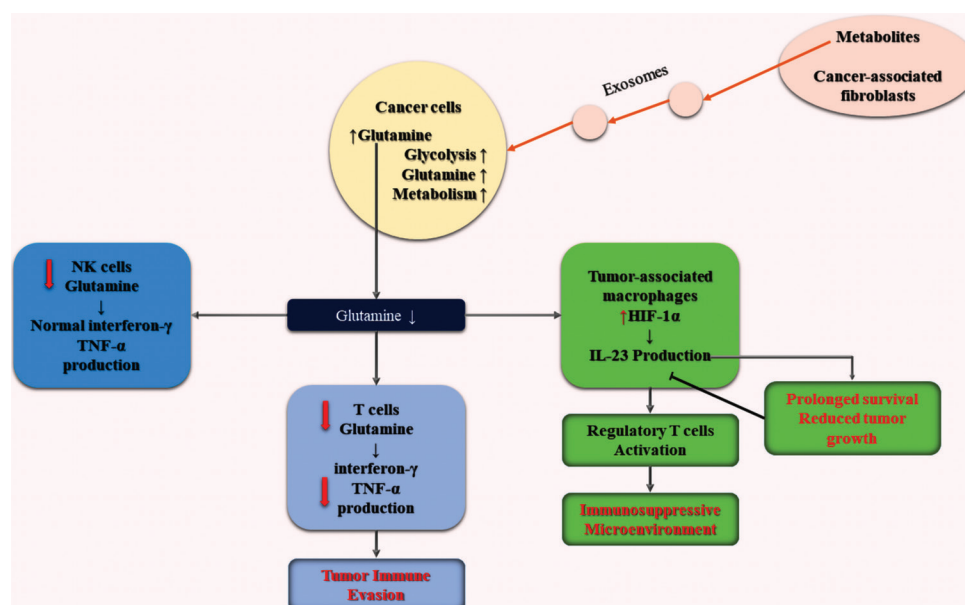 Metabolites
Cancer-associated
fibroblasts
Exosomes
Cancer cells
↑Glutamine
Glycolysis ↑
Glutamine ↑
Metabolism ↑
NK cells
Glutamine
↓
Normal interferon-γ
TNF-α
production
Glutamine ↓
T cells
Glutamine
↓
interferon-γ
TNF-α
production
Tumor Immune
Evasion
Tumor-associated
macrophages
↑HIF-1α
↓
IL-23 Production
Regulatory T cells
Activation
Immunosuppressive
Microenvironment
Prolonged survival
Reduced tumor
growth